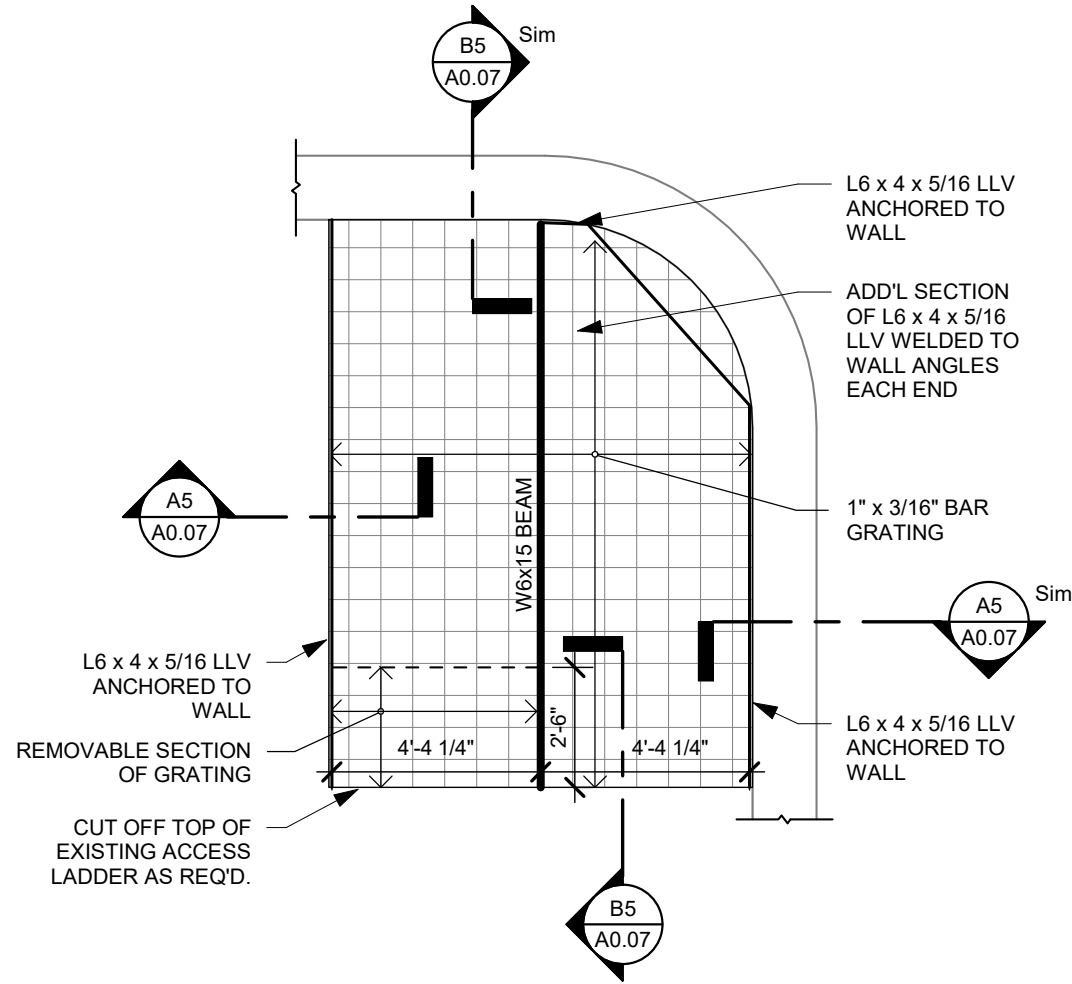 B5
A0.07
Sim
L6 x 4 x 5/16 LLV
ANCHORED TO
WALL
ADD'L SECTION
OF L6 x 4 x 5/16
LLV WELDED TO
WALL ANGLES
EACH END
A5
A0.07
W6x15 BEAM
1" x 3/16" BAR
GRATING
A5
A0.07
Sim
L6 x 4 x 5/16 LLV
ANCHORED TO
WALL
REMOVABLE SECTION
OF GRATING
4'-4 1/4"
2'-6"
4'-4 1/4"
L6 x 4 x 5/16 LLV
ANCHORED TO
WALL
CUT OFF TOP OF
EXISTING ACCESS
LADDER AS REQ'D.
B5
A0.07